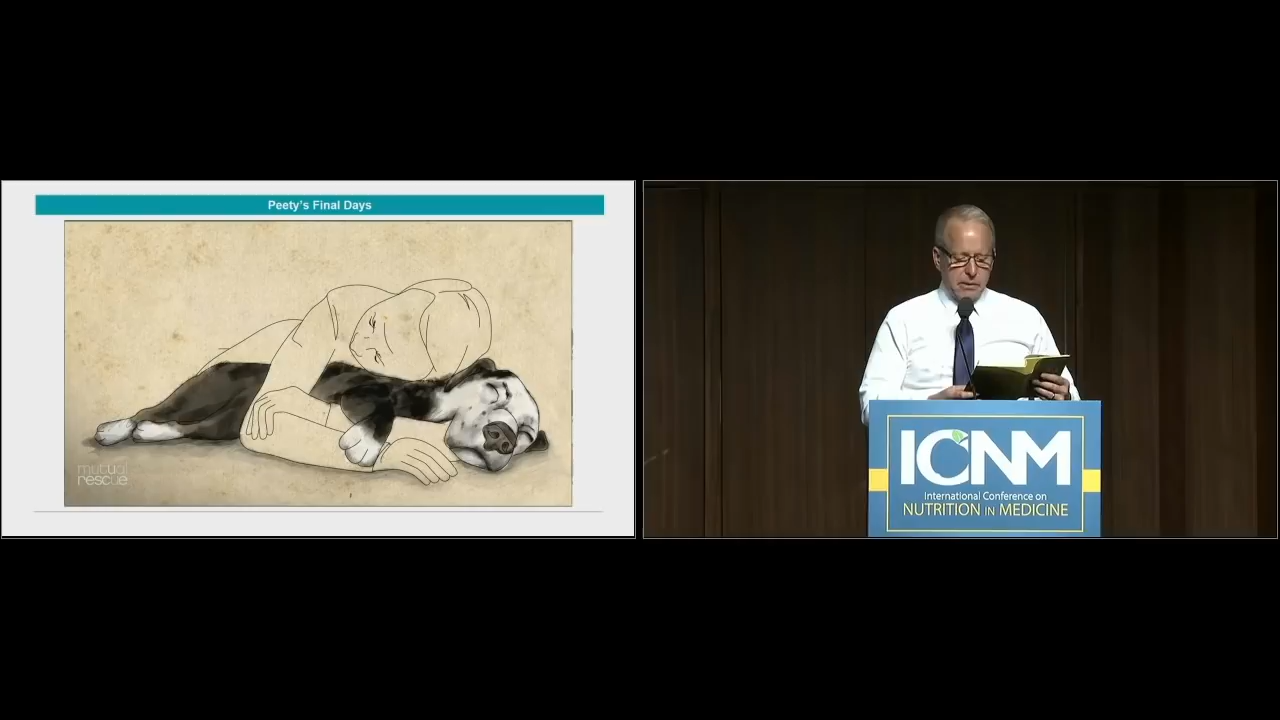 Peety's Final Days
mutual
rescue
ICNM
International Conference on
NUTRITION IN MEDICINE